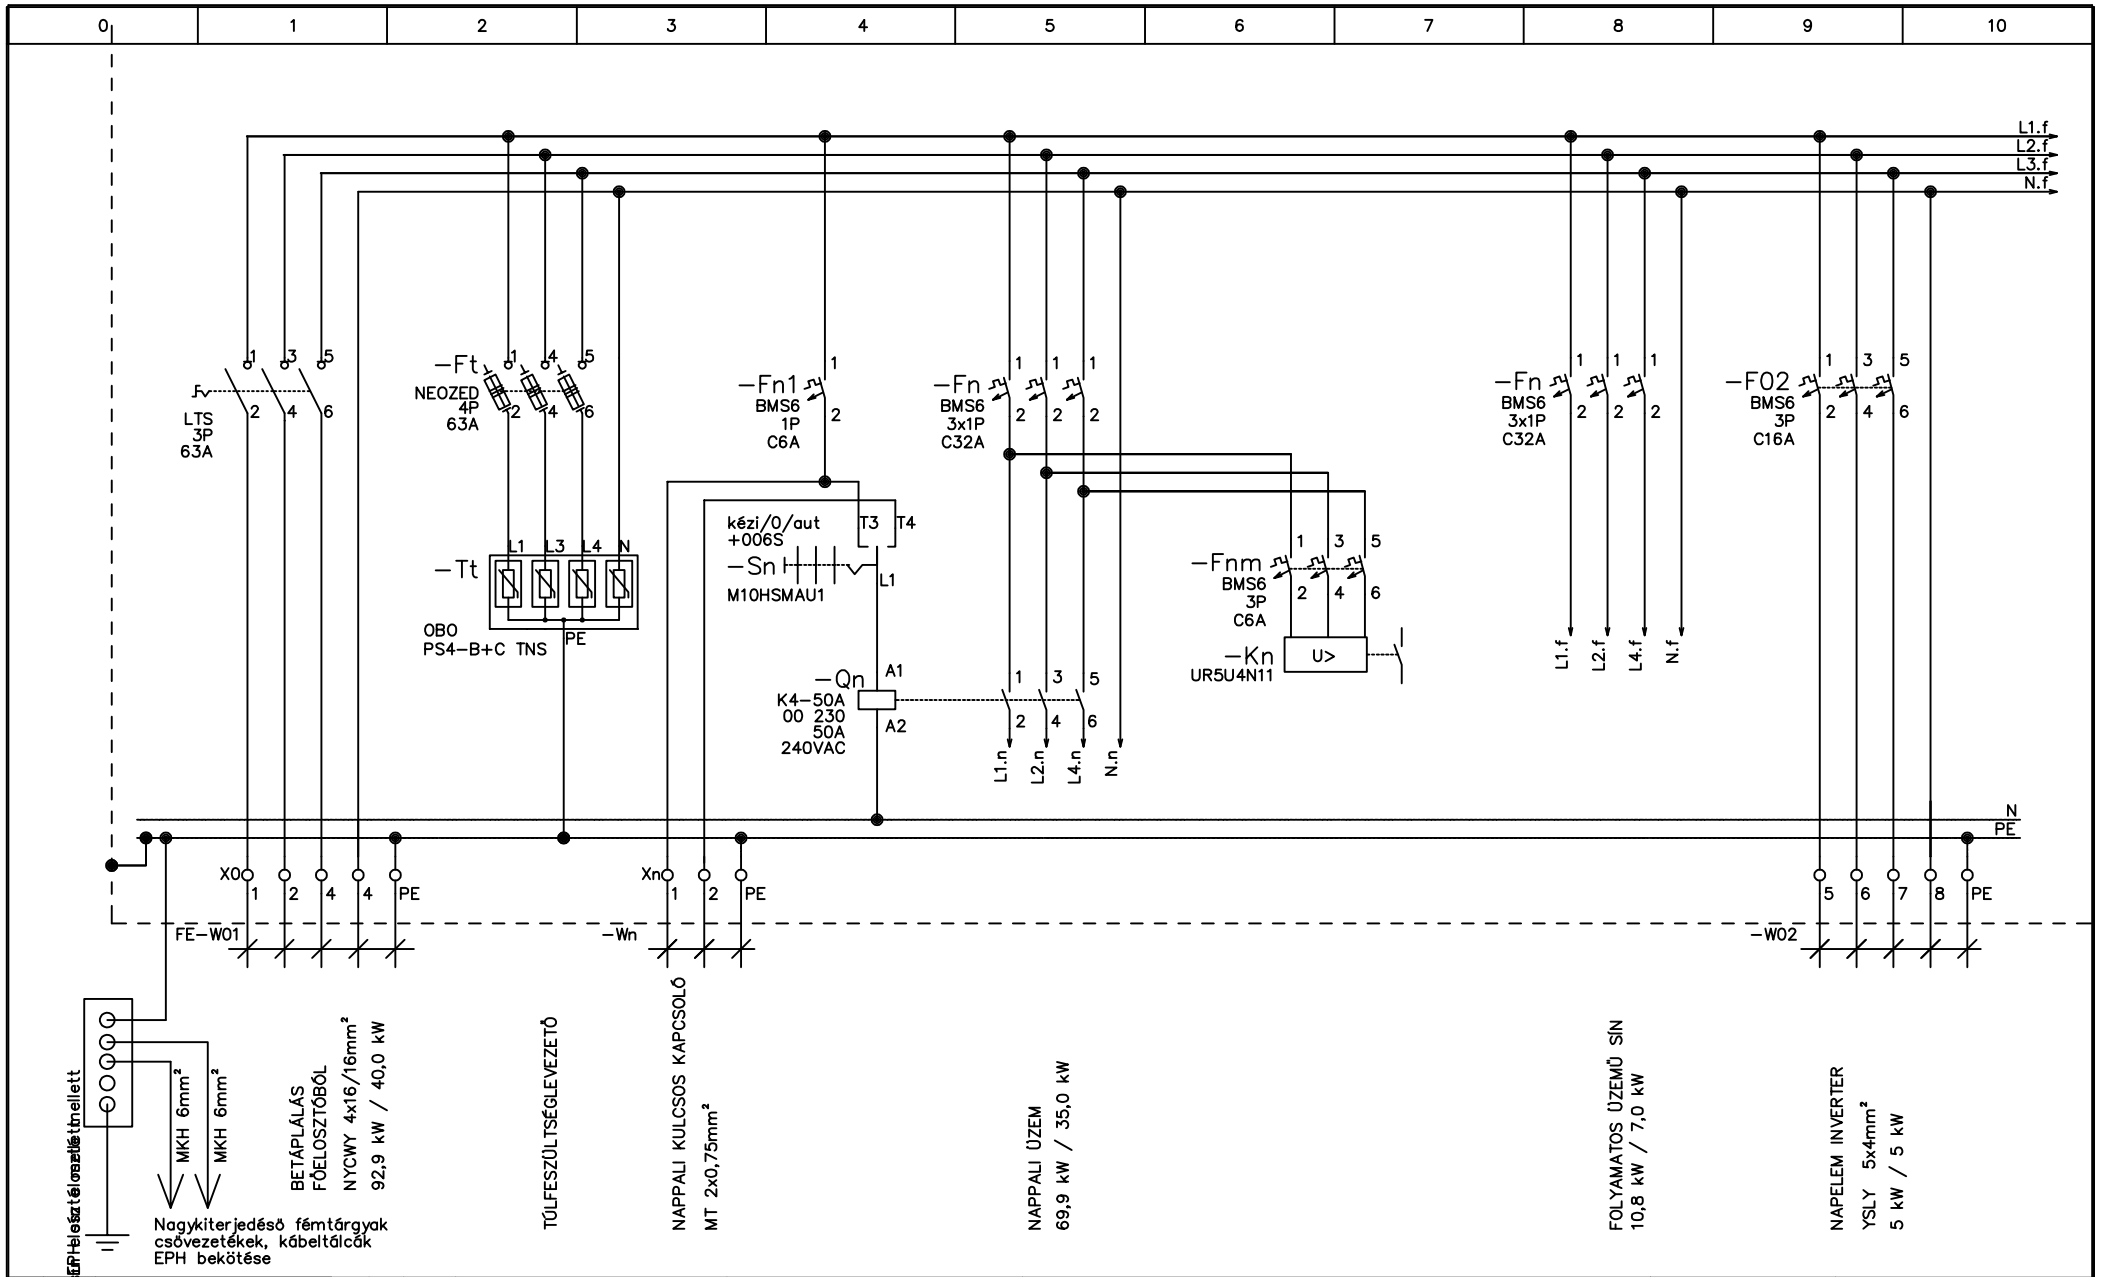 0 1 2 3 4 5 6 7 8 9 10
L1.f
L2.f
L3.f
N.f
1 3 5
2 4 6
LTS
3P
63A
-Ft
NEOZED
4P
63A
1 4 5
2 4 6
-Tt
L1 L3 L4 N
PE
OBO
PS4-B+C TNS
-Fn1
BMS6
1P
C6A
1
2
kézi/0/aut
+006S
-Sn
M10HSMAU1
T3 T4
L1
-Qn
K4-50A
00 230
50A
240VAC
A1
A2
-Fn
BMS6
3x1P
C32A
1 1 1
2 2 2
1 3 5
2 4 6
L1.n
L2.n
L4.n
N.n
-Fnm
BMS6
3P
C6A
1 3 5
2 4 6
-Kn
UR5U4N11
U>
-Fn
BMS6
3x1P
C32A
1 1 1
2 2 2
L1.f
L2.f
L4.f
N.f
-F02
BMS6
3P
C16A
1 3 5
2 4 6
N
PE
X0
1 2 4 4 PE
Xn
1 2 PE
5 6 7 8 PE
FE-W01
-Wn
-W02
MKH 6mm²
MKH 6mm²
Nagykiterjedéső fémtárgyak
csővezetékek, kábeltálcák
EPH bekötése
BETÁPLÁLÁS
FŐELOSZTÓBÓL
NYCWY 4x16/16mm²
92,9 kW / 40,0 kW
TÚLFESZÜLTSÉGLEVEZETŐ
NAPPALI KULCSOS KAPCSOLÓ
MT 2x0,75mm²
NAPPALI ÜZEM
69,9 kW / 35,0 kW
FOLYAMATOS ÜZEMŰ SÍN
10,8 kW / 7,0 kW
NAPELEM INVERTER
YSLY 5x4mm²
5 kW / 5 kW